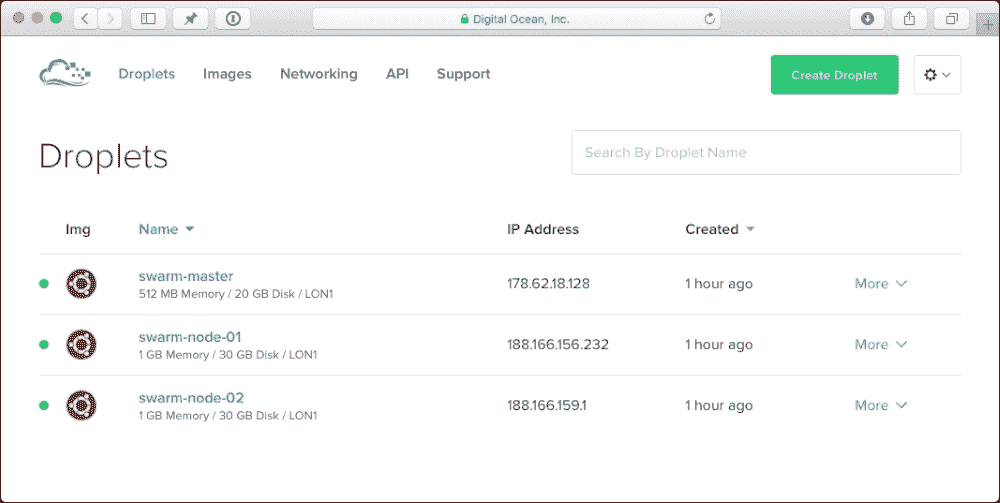 Digital Ocean, Inc.
Droplets Images Networking API Support Create Droplet
Droplets Search By Droplet Name
Img Name IP Address Created
swarm-master
512 MB Memory / 20 GB Disk / LON1 178.62.18.128 1 hour ago More
swarm-node-01
1 GB Memory / 30 GB Disk / LON1 188.166.156.232 1 hour ago More
swarm-node-02
1 GB Memory / 30 GB Disk / LON1 188.166.159.1 1 hour ago More